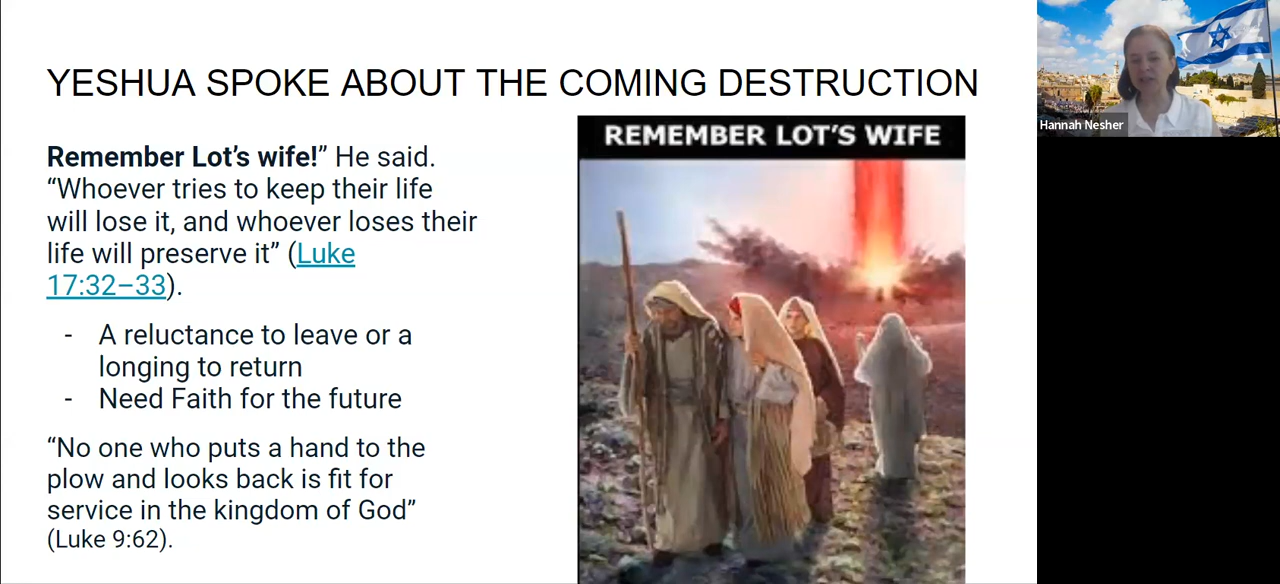 YESHUA SPOKE ABOUT THE COMING DESTRUCTION
Remember Lot’s wife!” He said.
“Whoever tries to keep their life
will lose it, and whoever loses their
life will preserve it” (Luke
17:32–33).
- A reluctance to leave or a
longing to return
- Need Faith for the future
“No one who puts a hand to the
plow and looks back is fit for
service in the kingdom of God”
(Luke 9:62).
REMEMBER LOT’S WIFE
Hannah Nesher